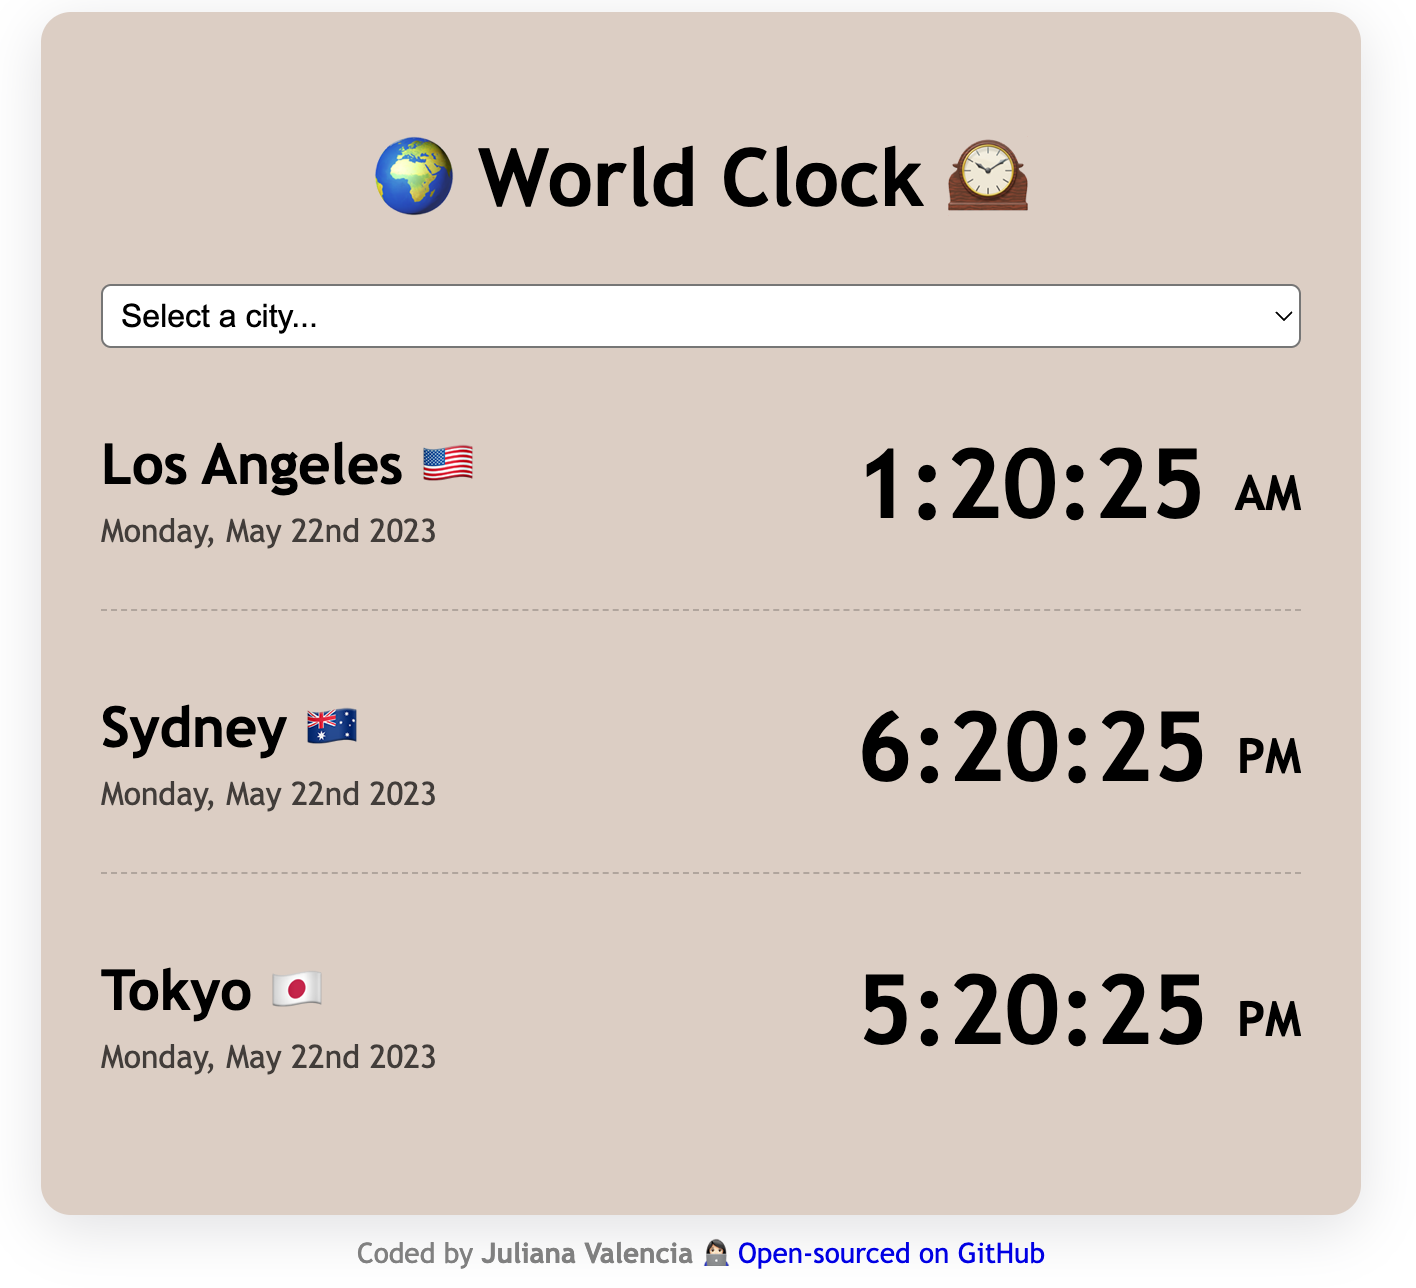 🌍 World Clock 🕰️
Select a city...
Los Angeles 🇺🇸
1:20:25 AM
Monday, May 22nd 2023
Sydney 🇦🇺
6:20:25 PM
Monday, May 22nd 2023
Tokyo 🇯🇵
5:20:25 PM
Monday, May 22nd 2023
Coded by Juliana Valencia 👩🏻‍💻 Open-sourced on GitHub